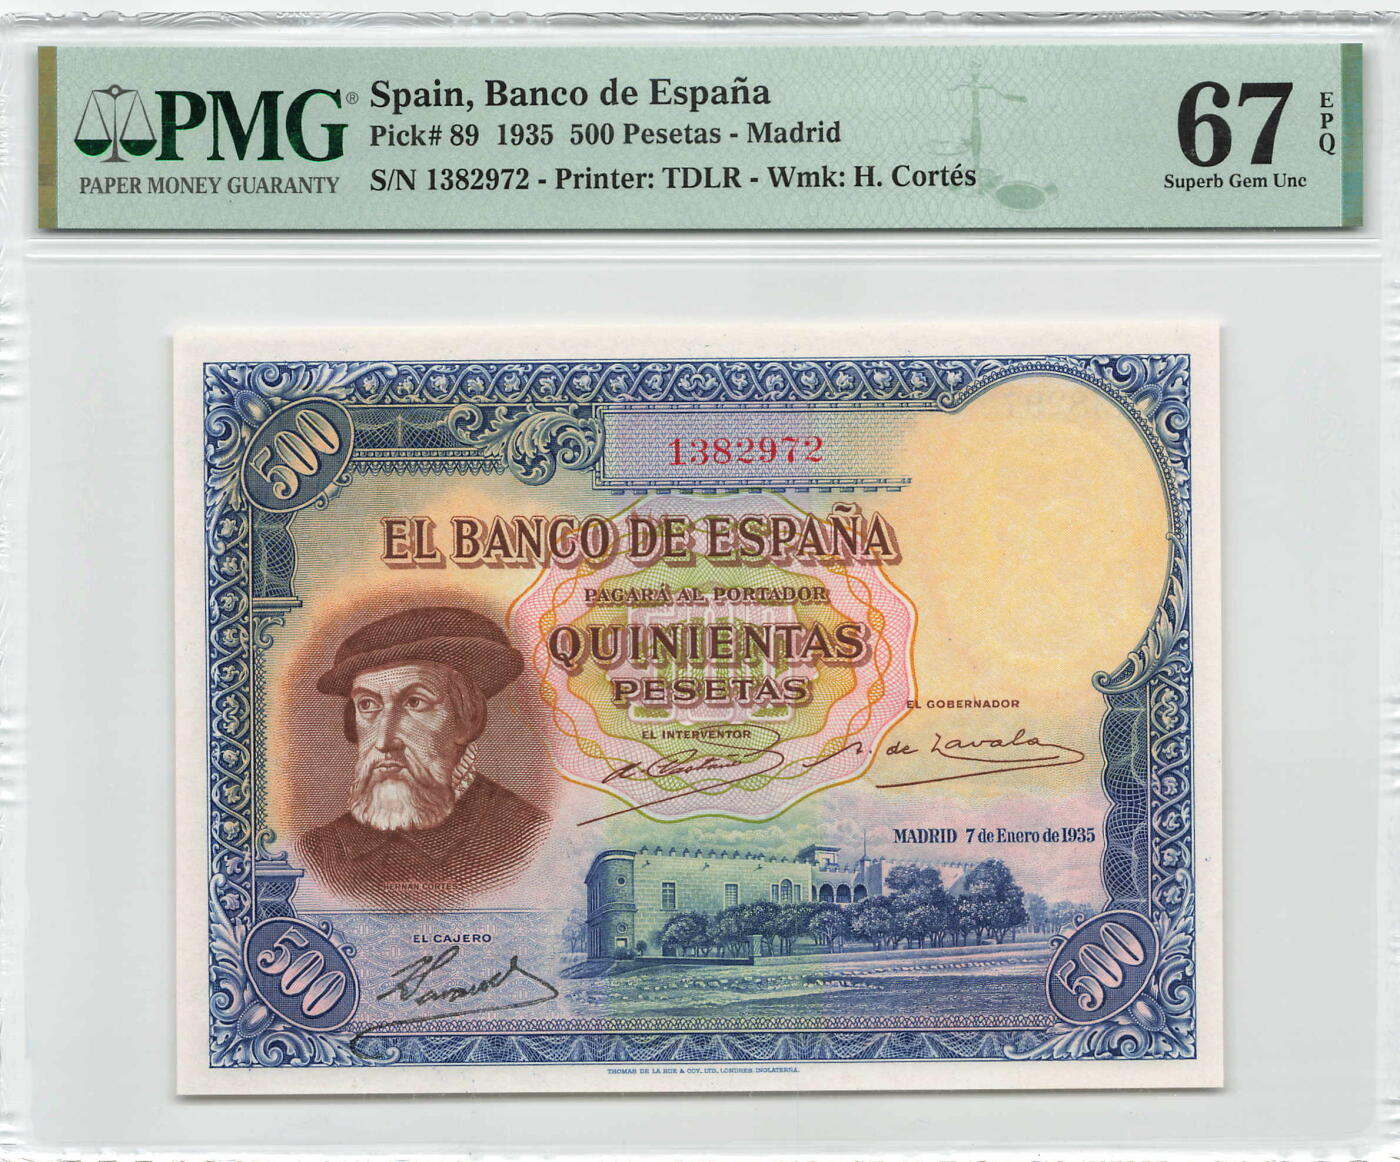 PMG®
PAPER MONEY GUARANTY
Spain, Banco de España
Pick# 89 1935 500 Pesetas - Madrid
S/N 1382972 - Printer: TDLR - Wmk: H. Cortés
67
EPQ
Superb Gem Unc
500
1382972
EL BANCO DE ESPAÑA
PAGARÁ AL PORTADOR
QUINIENTAS
PESETAS
EL INTERVENTOR
EL GOBERNADOR
de Zavala
MADRID 7 de Enero de 1935
HERNAN CORTES
EL CAJERO
500
500
THOMAS DE LA RUE & COY, LTD, LONDRES. INGLATERRA.